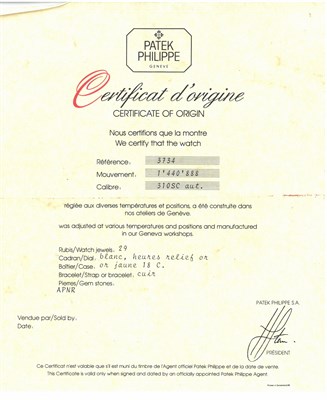 PATEK
PHILIPPE
GENEVE
Certificat d'origine
CERTIFICATE OF ORIGIN
Nous certifions que la montre
We certify that the watch
Référence: 3734
Mouvement: 1'440'888
Calibre: 310SC aut.
réglée aux diverses températures et positions, a été construite dans
nos ateliers de Genève.
was adjusted at various temperatures and positions and manufactured
in our Geneva workshops.
Rubis/Watch jewels: 29
Cadran/Dial: blanc, heures relief or
Boîtier/Case: or jaune 18 C.
Bracelet/Strap or bracelet: cuir
Pierres/Gem stones:
APNR
PATEK PHILIPPE S.A.
Vendue par/Sold by:
Date:
PRÉSIDENT
Ce Certificat n'est valable que s'il est muni du timbre de l'Agent officiel Patek Philippe et de la date de vente.
This Certificate is valid only when signed and dated by an officially appointed Patek Philippe Agent